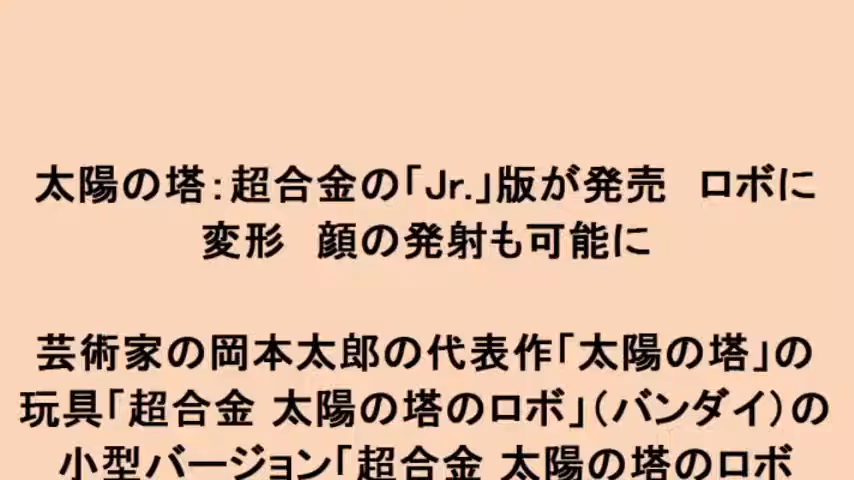 太陽の塔：超合金の「Jr.」版が発売　ロボに
変形　顔の発射も可能に
芸術家の岡本太郎の代表作「太陽の塔」の
玩具「超合金 太陽の塔のロボ」（バンダイ）の
小型バージョン「超合金 太陽の塔のロボ